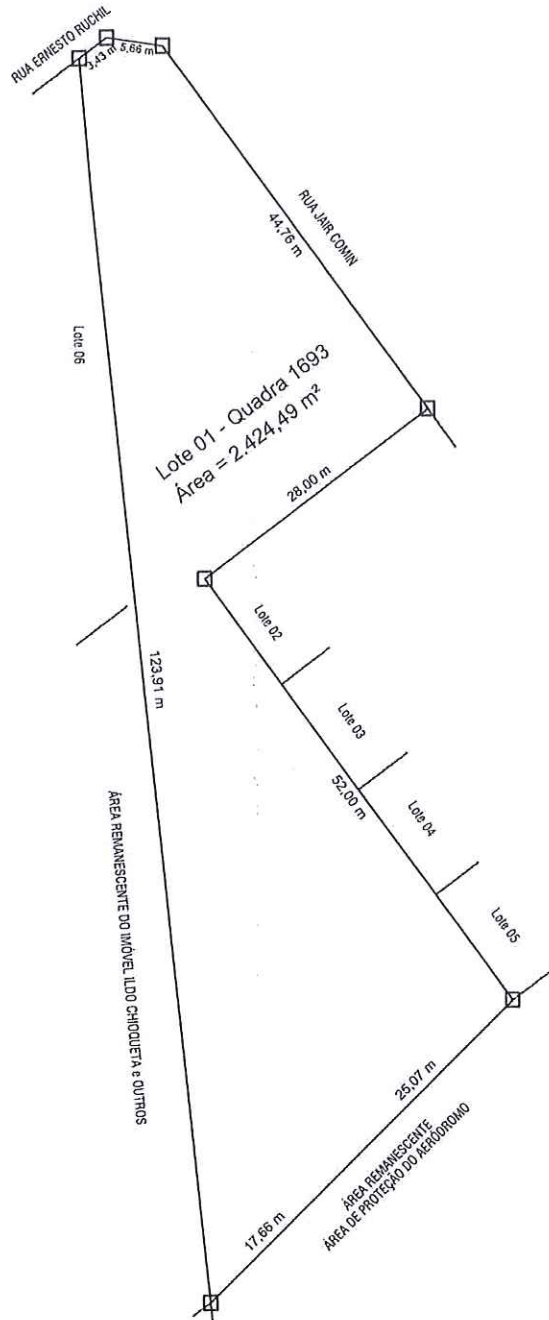 RUA ERNESTO RUCHIL
3,43 m
5,66 m
RUA JAIR COMIN
44,76 m
Lote 06
Lote 01 - Quadra 1693
Área = 2.424,49 m²
28,00 m
Lote 02
Lote 03
52,00 m
Lote 04
Lote 05
123,91 m
ÁREA REMANESCENTE DO IMÓVEL ILDO CHIOQUETA e OUTROS
25,07 m
ÁREA REMANESCENTE
ÁREA DE PROTEÇÃO DO AERÓDROMO
17,66 m